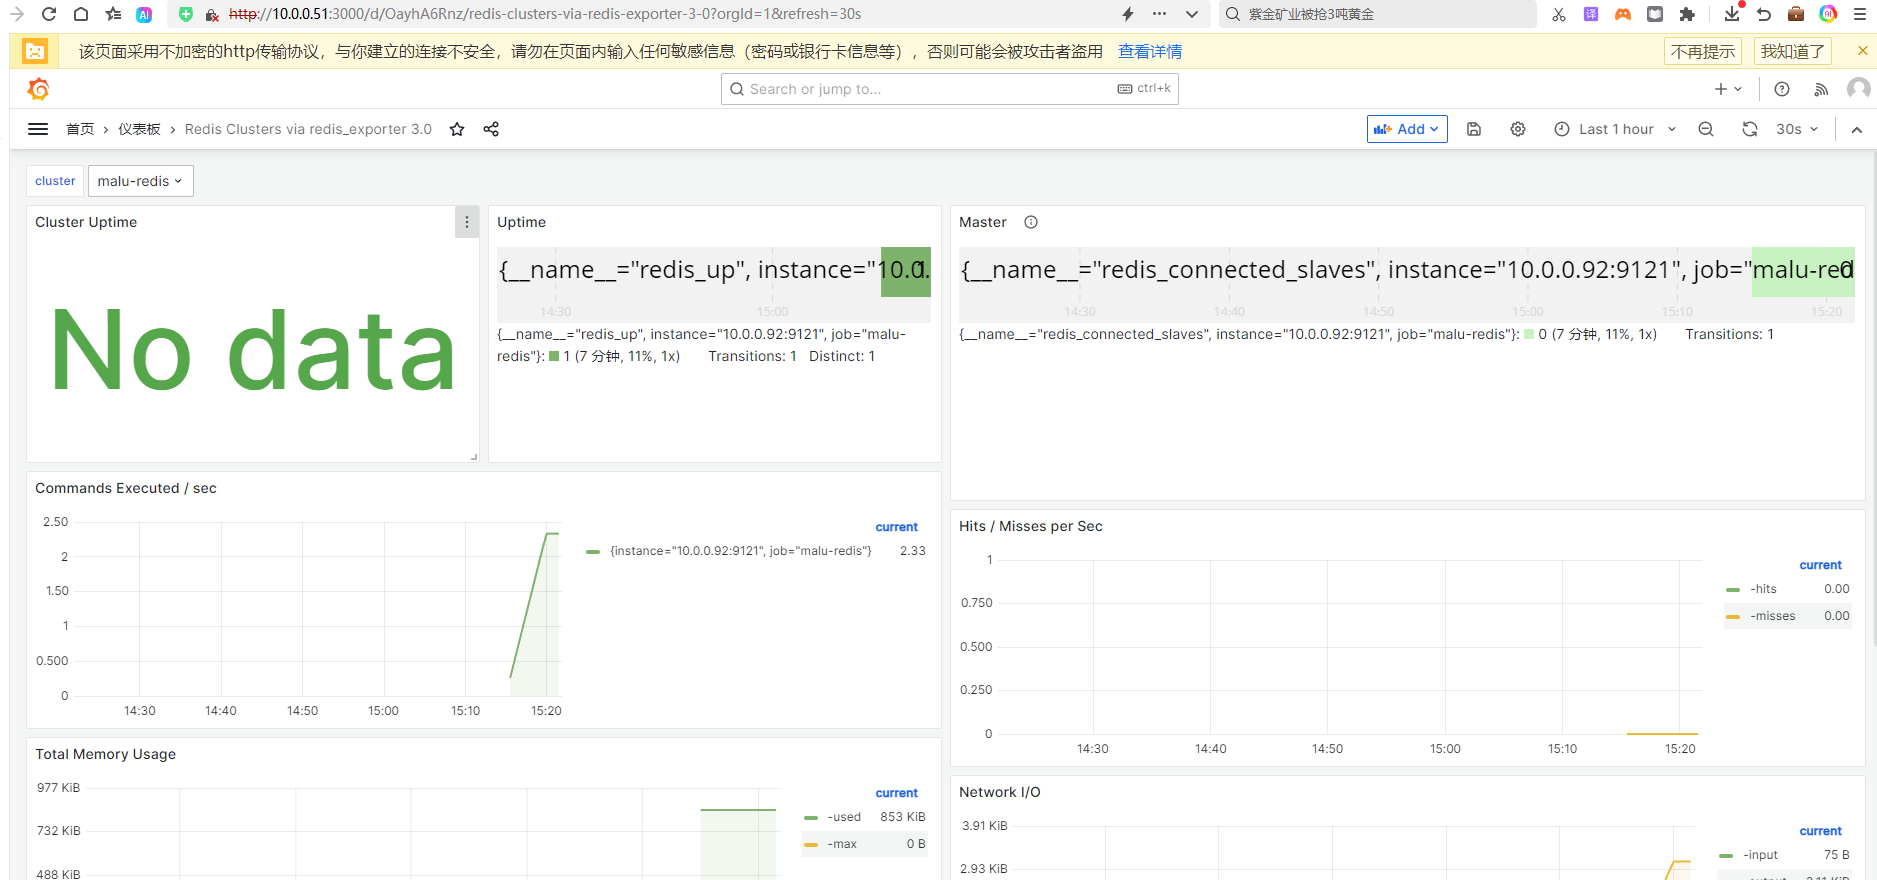 http://10.0.0.51:3000/d/OayhA6Rnz/redis-clusters-via-redis-exporter-3-0?orgId=1&refresh=30s
紫金矿业被抢3吨黄金
译
该页面采用不加密的http传输协议，与你建立的连接不安全，请勿在页面内输入任何敏感信息（密码或银行卡信息等），否则可能会被攻击者盗用 查看详情
不再提示 我知道了
Search or jump to... ctrl+k
首页 › 仪表板 › Redis Clusters via redis_exporter 3.0
Add Last 1 hour 30s
cluster malu-redis
Cluster Uptime
No data
Uptime
{__name__="redis_up", instance="10.0. 1
14:30 15:00
{__name__="redis_up", instance="10.0.0.92:9121", job="malu-
redis"}: 1 (7 分钟, 11%, 1x) Transitions: 1 Distinct: 1
Master
{__name__="redis_connected_slaves", instance="10.0.0.92:9121", job="malu-red 0
14:30 14:40 14:50 15:00 15:10 15:20
{__name__="redis_connected_slaves", instance="10.0.0.92:9121", job="malu-redis"}: 0 (7 分钟, 11%, 1x) Transitions: 1
Commands Executed / sec
2.50
2
1.50
1
0.500
0
14:30 14:40 14:50 15:00 15:10 15:20
current
{instance="10.0.0.92:9121", job="malu-redis"} 2.33
Hits / Misses per Sec
1
0.750
0.500
0.250
0
14:30 14:40 14:50 15:00 15:10 15:20
current
-hits 0.00
-misses 0.00
Total Memory Usage
977 KiB
732 KiB
488 KiB
current
-used 853 KiB
-max 0 B
Network I/O
3.91 KiB
2.93 KiB
current
-input 75 B